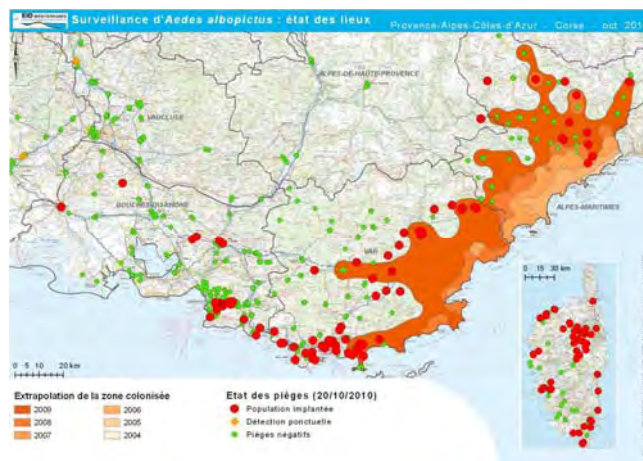 EID
Surveillance d'Aedes albopictus : état des lieux
Provence-Alpes-Côtes-d'Azur - Corse - oct 201
ALPES-DE-HAUTE-PROVENCE
VAUCLUSE
BOUCHES-DU-RHONE
VAR
ALPES-MARITIMES
0 15 30 km
0 5 10 20 km
Extrapolation de la zone colonisée
2009
2008
2007
2006
2005
2004
Etat des pièges (20/10/2010)
Population implantée
Détection ponctuelle
Pièges négatifs